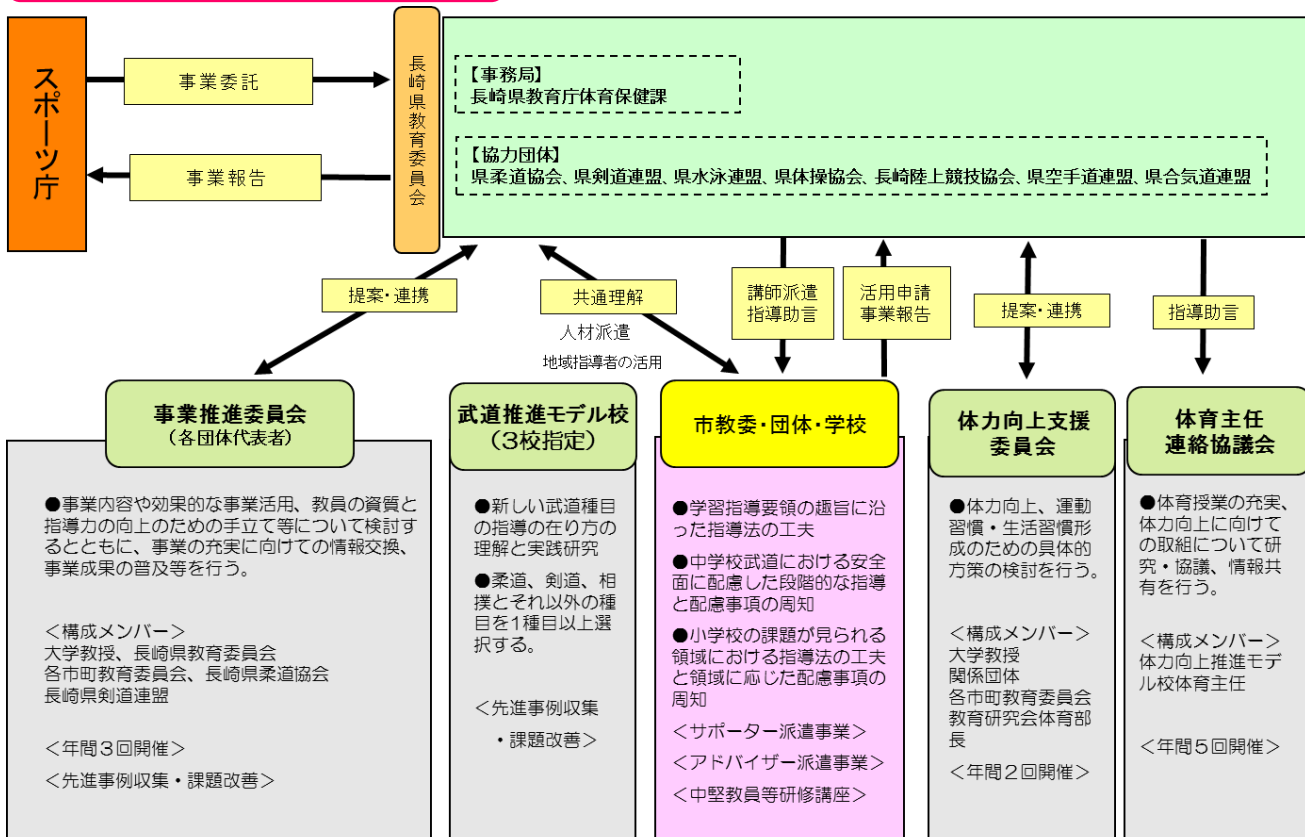 スポーツ庁
事業委託
事業報告
長崎県教育委員会
【事務局】
長崎県教育庁体育保健課
【協力団体】
県柔道協会、県剣道連盟、県水泳連盟、県体操協会、長崎陸上競技協会、県空手道連盟、県合気道連盟
提案・連携
共通理解
人材派遣
地域指導者の活用
講師派遣
指導助言
活用申請
事業報告
提案・連携
指導助言
事業推進委員会
(各団体代表者)
●事業内容や効果的な事業活用、教員の資質と
指導力の向上のための手立て等について検討す
るとともに、事業の充実に向けての情報交換、
事業成果の普及等を行う。
＜構成メンバー＞
大学教授、長崎県教育委員会
各市町教育委員会、長崎県柔道協会
長崎県剣道連盟
＜年間３回開催＞
＜先進事例収集・課題改善＞
武道推進モデル校
(３校指定)
●新しい武道種目
の指導の在り方の
理解と実践研究
●柔道、剣道、相
撲とそれ以外の種
目を1種目以上選
択する。
＜先進事例収集
・課題改善＞
市教委・団体・学校
●学習指導要領の趣旨に沿
った指導法の工夫
●中学校武道における安全
面に配慮した段階的な指導
と配慮事項の周知
●小学校の課題が見られる
領域における指導法の工夫
と領域に応じた配慮事項の
周知
＜サポーター派遣事業＞
＜アドバイザー派遣事業＞
＜中堅教員等研修講座＞
体力向上支援
委員会
●体力向上、運動
習慣・生活習慣形
成のための具体的
方策の検討を行う。
＜構成メンバー＞
大学教授
関係団体
各市町教育委員会
教育研究会体育部
長
＜年間２回開催＞
体育主任
連絡協議会
●体育授業の充実、
体力向上に向けて
の取組について研
究・協議、情報共
有を行う。
＜構成メンバー＞
体力向上推進モデ
ル校体育主任
＜年間５回開催＞